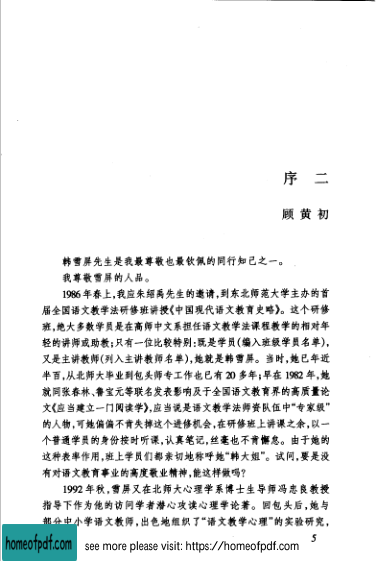 序 二
顾黄初
韩雪屏先生是我最尊敬也最钦佩的同行知己之一。
我尊敬雪屏的人品。
1986年春上,我应朱绍禹先生的邀请,到东北师范大学主办的首
届全国语文教学法研修班讲授《中国现代语文教育史略》。这个研修
班,绝大多数学员是在高师中文系担任语文教学法课程教学的相对年
轻的讲师或助教;只有一位比较特别:既是学员(编入班级学员名单),
又是主讲教师(列入主讲教师名单),她就是韩雪屏。当时,她已年近
半百,从北师大毕业到包头师专工作也已有20多年;早在1982年,她
就同张春林、鲁宝元等联名发表影响及于全国语文教育界的高质量论
文《应当建立一门阅读学》,应当说是语文教学法师资队伍中“专家级”
的人物,可她偏偏不肯失掉这个进修机会,在研修班上讲课之余,以一
个普通学员的身份按时听课,认真笔记,丝毫也不肯懈怠。由于她的
这种表率作用,班上学员们都亲切地称呼她“韩大姐”。试问,要是没
有对语文教育事业的高度敬业精神,能这样做吗?
1992年秋,雪屏又在北师大心理学系博士生导师冯忠良教授
指导下作为他的访问学者潜心攻读心理学论著。回包头后,她与
部分中小学语文教师,出色地组织了“语文教学心理”的实验研究,
5
homeofpdf.com
see more please visit: https://homeofpdf.com